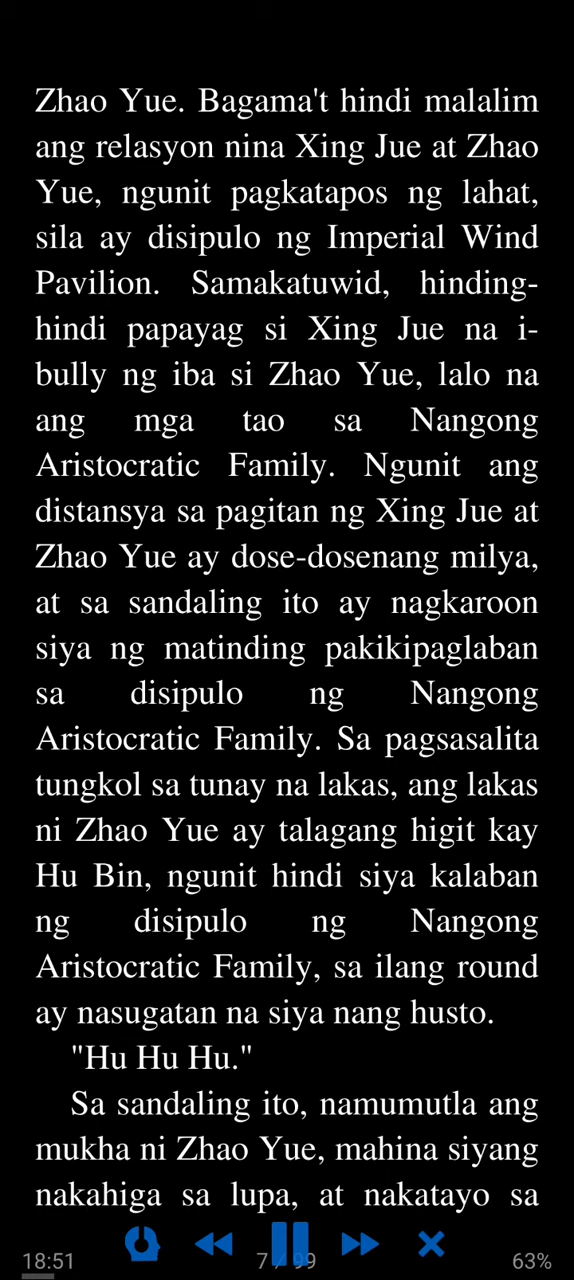 Zhao Yue. Bagama't hindi malalim
ang relasyon nina Xing Jue at Zhao
Yue, ngunit pagkatapos ng lahat,
sila ay disipulo ng Imperial Wind
Pavilion. Samakatuwid, hinding-
hindi papayag si Xing Jue na i-
bully ng iba si Zhao Yue, lalo na
ang mga tao sa Nangong
Aristocratic Family. Ngunit ang
distansya sa pagitan ng Xing Jue at
Zhao Yue ay dose-dosenang milya,
at sa sandaling ito ay nagkaroon
siya ng matinding pakikipaglaban
sa disipulo ng Nangong
Aristocratic Family. Sa pagsasalita
tungkol sa tunay na lakas, ang lakas
ni Zhao Yue ay talagang higit kay
Hu Bin, ngunit hindi siya kalaban
ng disipulo ng Nangong
Aristocratic Family, sa ilang round
ay nasugatan na siya nang husto.
"Hu Hu Hu."
Sa sandaling ito, namumutla ang
mukha ni Zhao Yue, mahina siyang
nakahiga sa lupa, at nakatayo sa
18:51 7 / 99 63%